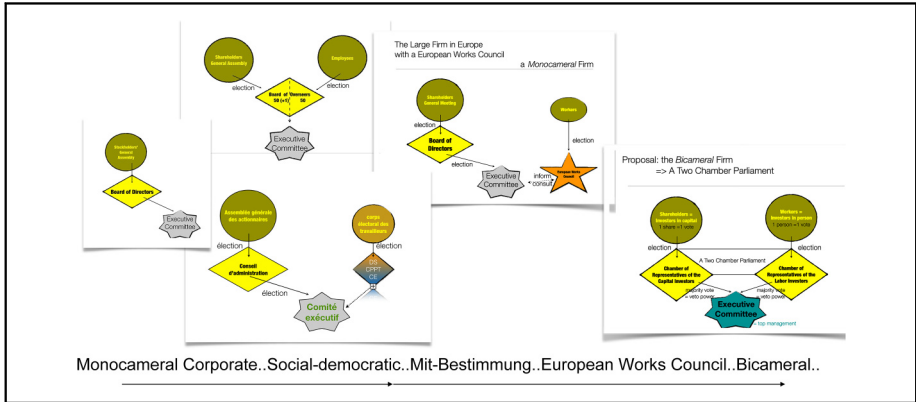 Shareholders
General Assembly
Employees
election
election
Board of Overseers
50 (+1) 50
Executive
Committee
The Large Firm in Europe
with a European Works Council
a Monocameral Firm
Shareholders
General Meeting
Workers
election
election
Board of
Directors
election
inform
consult
Executive
Committee
European Works
Council
Shareholders'
General
Assembly
Board of Directors
Executive
Committee
Assemblée générale
des actionnaires
corps
électoral des
travailleurs
élection
élection
Conseil
d'administration
DS
CPPT
CE
élection
Comité
exécutif
Proposal: the Bicameral Firm
=> A Two Chamber Parliament
Shareholders =
Investors in capital
1 share =1 vote
Workers =
Investors in person
1 person =1 vote
election
election
A Two Chamber Parliament
Chamber of
Representatives of the
Capital Investors
Chamber of
Representatives of the
Labor Investors
majority vote
= veto power
majority vote
= veto power
Executive
Committee
= top management
Monocameral Corporate..Social-democratic..Mit-Bestimmung..European Works Council..Bicameral..